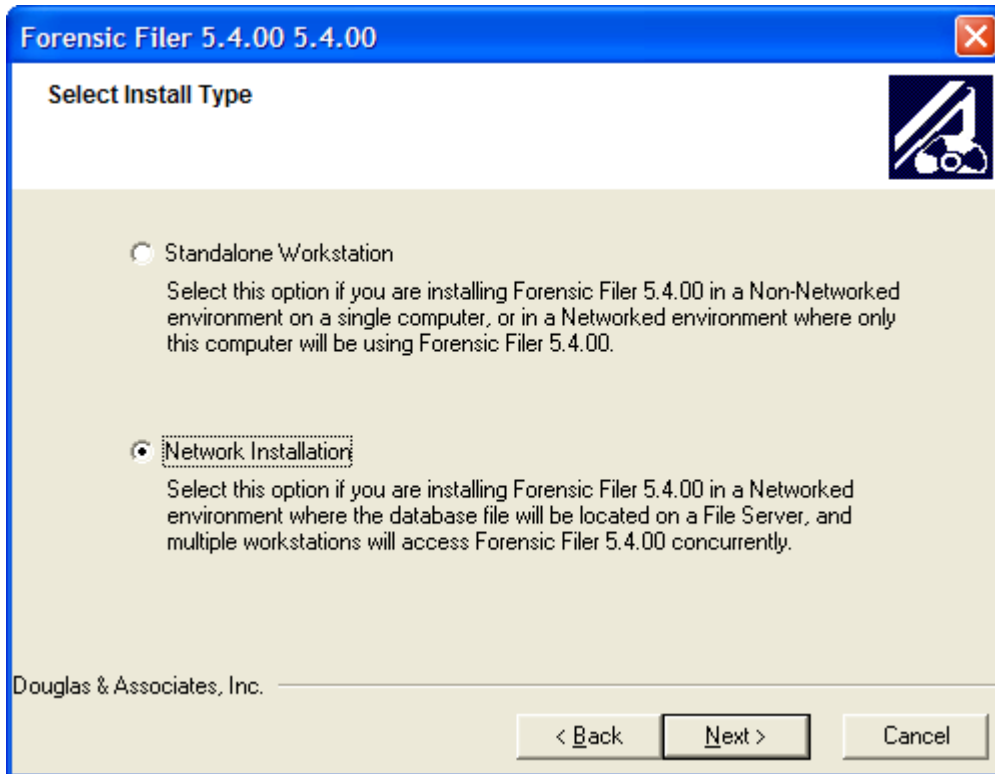 Forensic Filer 5.4.00 5.4.00
Select Install Type
Standalone Workstation
Select this option if you are installing Forensic Filer 5.4.00 in a Non-Networked
environment on a single computer, or in a Networked environment where only
this computer will be using Forensic Filer 5.4.00.
Network Installation
Select this option if you are installing Forensic Filer 5.4.00 in a Networked
environment where the database file will be located on a File Server, and
multiple workstations will access Forensic Filer 5.4.00 concurrently.
Douglas & Associates, Inc.
< Back Next > Cancel